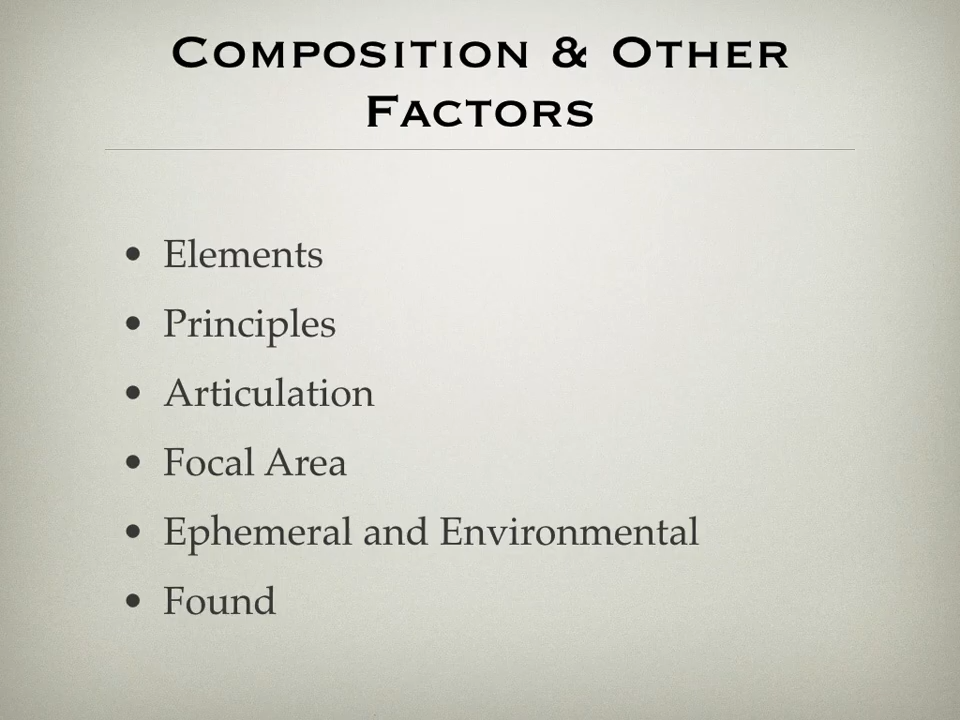 Composition & Other
Factors
• Elements
• Principles
• Articulation
• Focal Area
• Ephemeral and Environmental
• Found